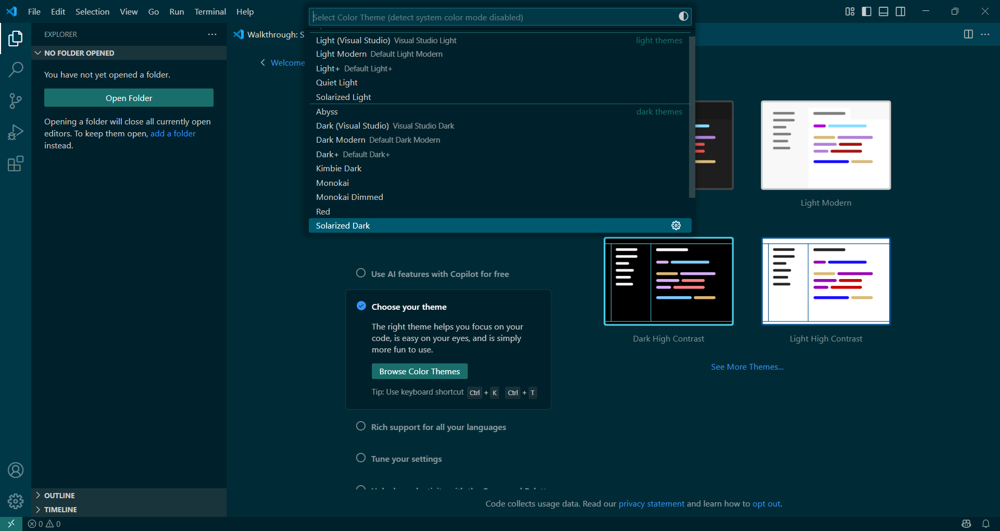 File Edit Selection View Go Run Terminal Help
Select Color Theme (detect system color mode disabled)
EXPLORER
Walkthrough: S
NO FOLDER OPENED
You have not yet opened a folder.
Open Folder
Opening a folder will close all currently open
editors. To keep them open, add a folder
instead.
OUTLINE
TIMELINE
Welcome
Light (Visual Studio) Visual Studio Light light themes
Light Modern Default Light Modern
Light+ Default Light+
Quiet Light
Solarized Light
Abyss dark themes
Dark (Visual Studio) Visual Studio Dark
Dark Modern Default Dark Modern
Dark+ Default Dark+
Kimbie Dark
Monokai
Monokai Dimmed
Red
Solarized Dark
Use AI features with Copilot for free
Choose your theme
The right theme helps you focus on your
code, is easy on your eyes, and is simply
more fun to use.
Browse Color Themes
Tip: Use keyboard shortcut Ctrl + K Ctrl + T
Rich support for all your languages
Tune your settings
Light Modern
Dark High Contrast
Light High Contrast
See More Themes...
Code collects usage data. Read our privacy statement and learn how to opt out.
0 0